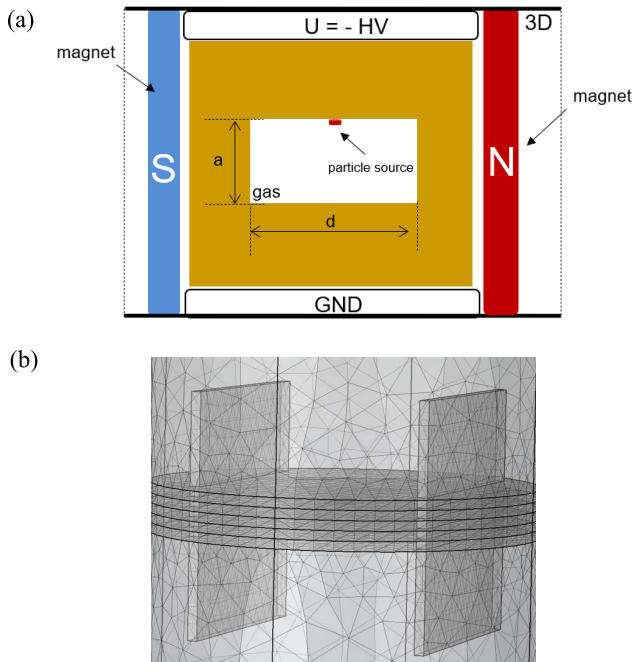 (a)
U = - HV
3D
magnet
magnet
S
N
a
particle source
gas
d
GND
(b)